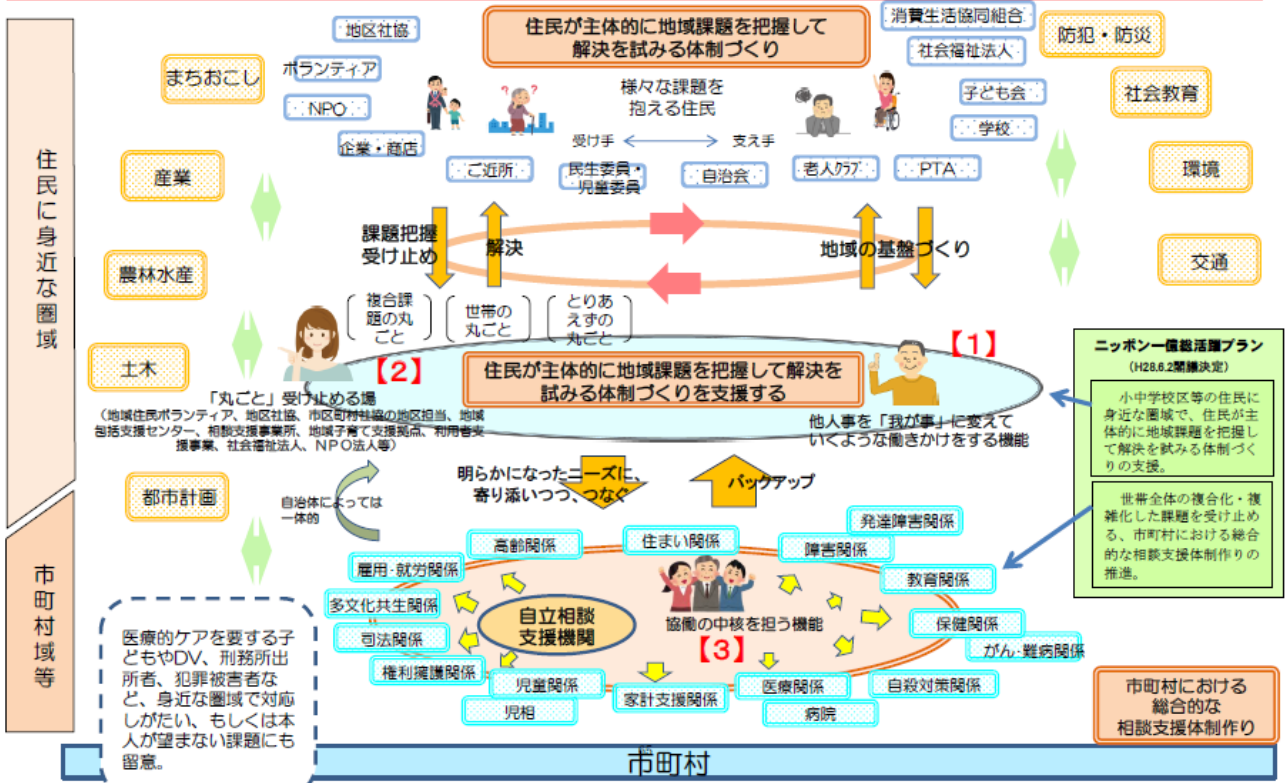 住民に身近な圏域
市町村域等
住民が主体的に地域課題を把握して
解決を試みる体制づくり
地区社協
ボランティア
NPO
企業・商店
まちおこし
産業
農林水産
土木
都市計画
消費生活協同組合
社会福祉法人
子ども会
学校
防犯・防災
社会教育
環境
交通
様々な課題を
抱える住民
受け手
支え手
? ?
ご近所
民生委員・
児童委員
自治会
老人クラブ
PTA
課題把握
受け止め
解決
地域の基盤づくり
複合課
題の丸
ごと
世帯の
丸ごと
とりあ
えずの
丸ごと
【2】
住民が主体的に地域課題を把握して解決を
試みる体制づくりを支援する
【1】
「丸ごと」受け止める場
(地域住民ボランティア、地区社協、市区町村社協の地区担当、地域
包括支援センター、相談支援事業所、地域子育て支援拠点、利用者支
援事業、社会福祉法人、NPO法人等)
他人事を「我が事」に変えて
いくような働きかけをする機能
ニッポン一億総活躍プラン
(H28.6.2閣議決定)
小中学校区等の住民に
身近な圏域で、住民が主
体的に地域課題を把握し
て解決を試みる体制づく
りの支援。
世帯全体の複合化・複
雑化した課題を受け止め
る、市町村における総合
的な相談支援体制作りの
推進。
明らかになったニーズに、
寄り添いつつ、つなぐ
バックアップ
自治体によっては
一体的
高齢関係
住まい関係
障害関係
発達障害関係
雇用・就労関係
教育関係
多文化共生関係
保健関係
司法関係
がん・難病関係
権利擁護関係
自殺対策関係
児童関係
児相
家計支援関係
医療関係
病院
自立相談
支援機関
協働の中核を担う機能
【3】
医療的ケアを要する子
どもやDV、刑務所出
所者、犯罪被害者な
ど、身近な圏域で対応
しがたい、もしくは本
人が望まない課題にも
留意。
市町村における
総合的な
相談支援体制作り
市町村